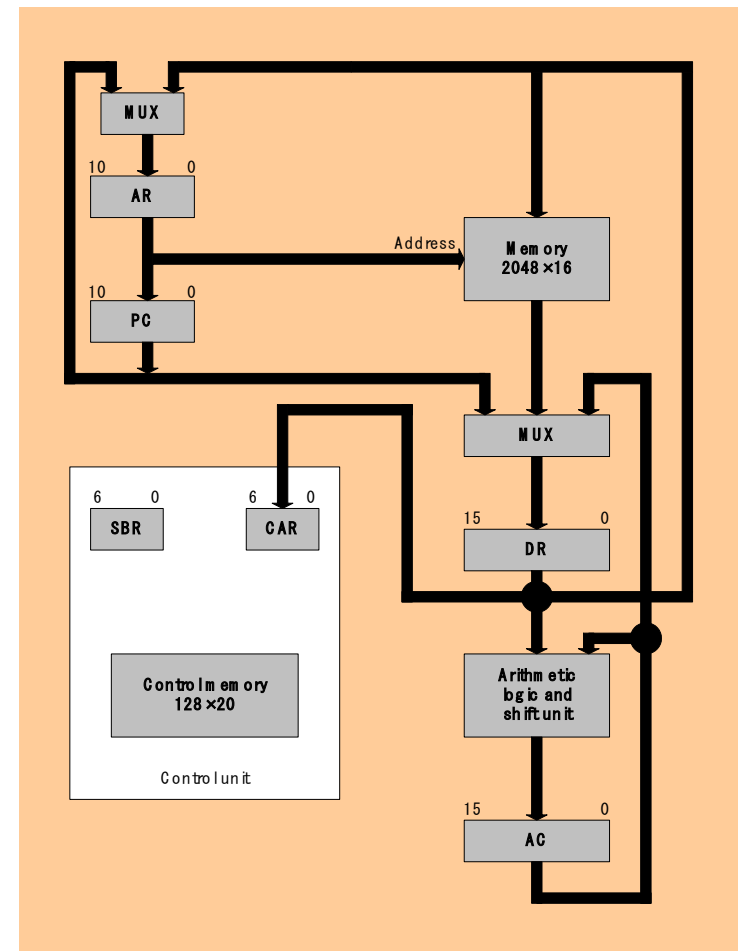 MUX
10 0
AR
Address
Memory
2048×16
10 0
PC
MUX
6 0
SBR
6 0
CAR
15 0
DR
Control memory
128×20
Control unit
Arithmetic
logic and
shift unit
15 0
AC